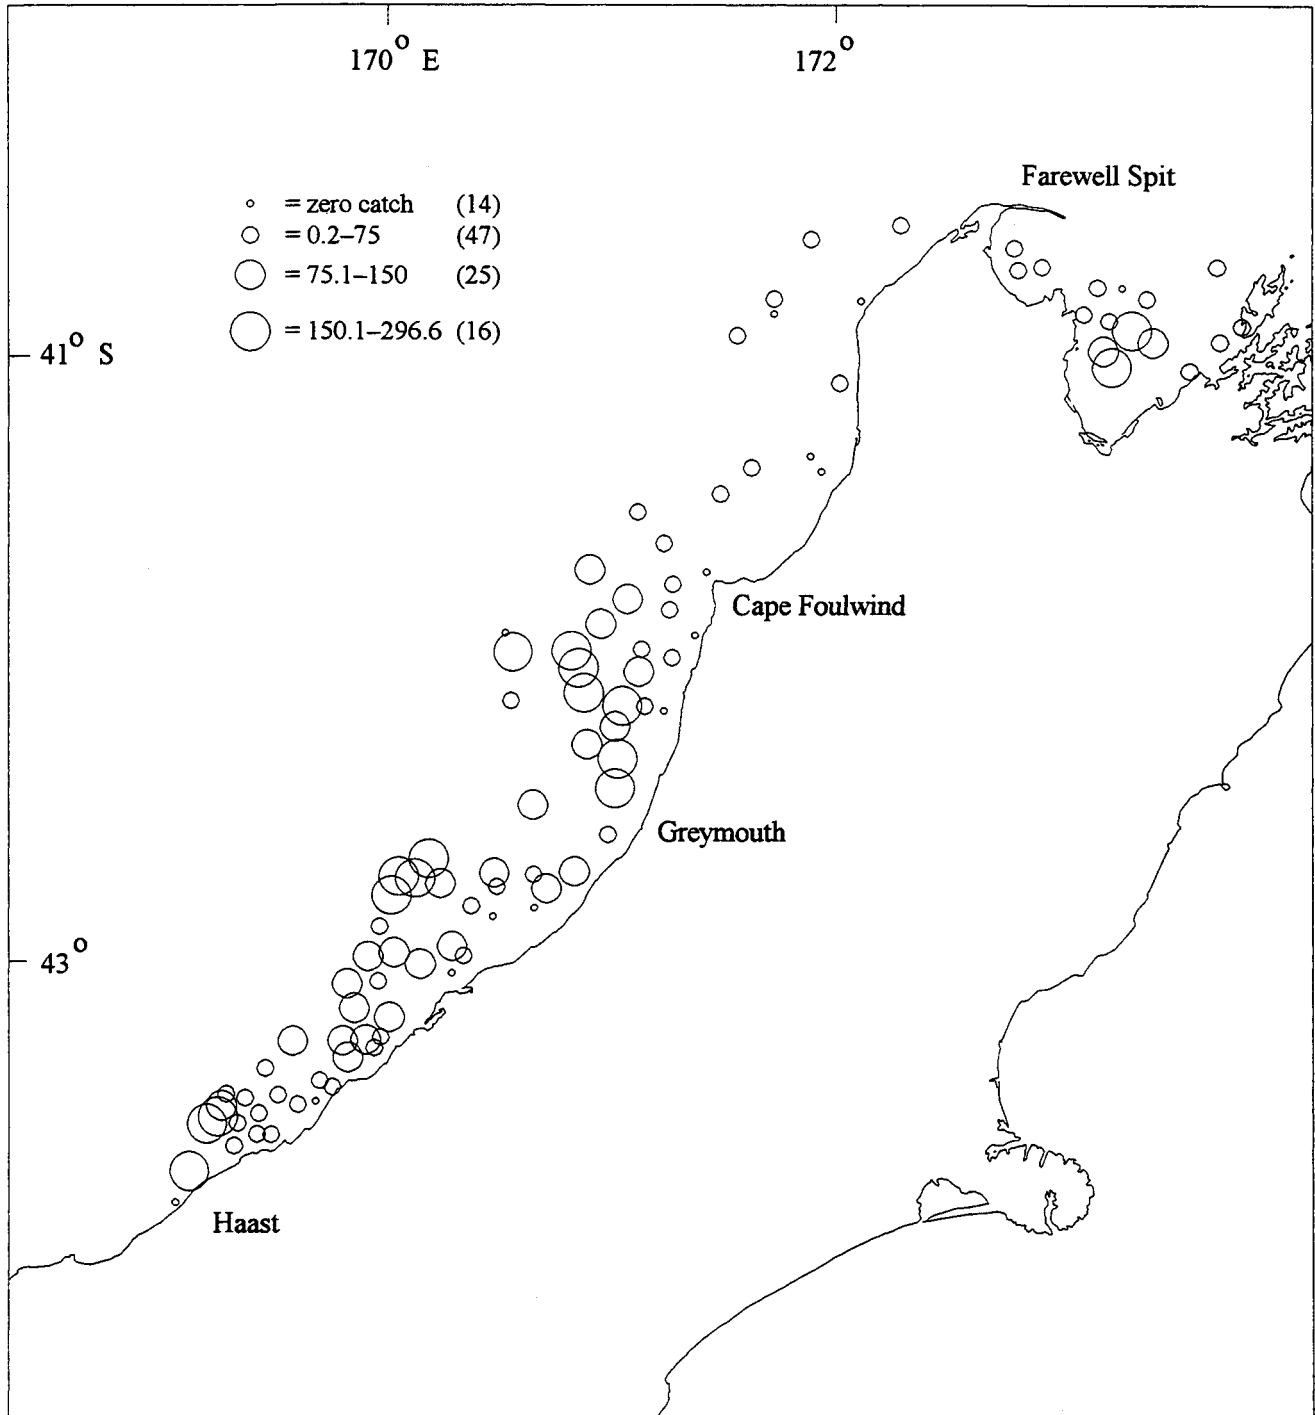 170° E
172°
Farewell Spit
= zero catch (14)
= 0.2–75 (47)
= 75.1–150 (25)
= 150.1–296.6 (16)
41° S
Cape Foulwind
Greymouth
43°
Haast